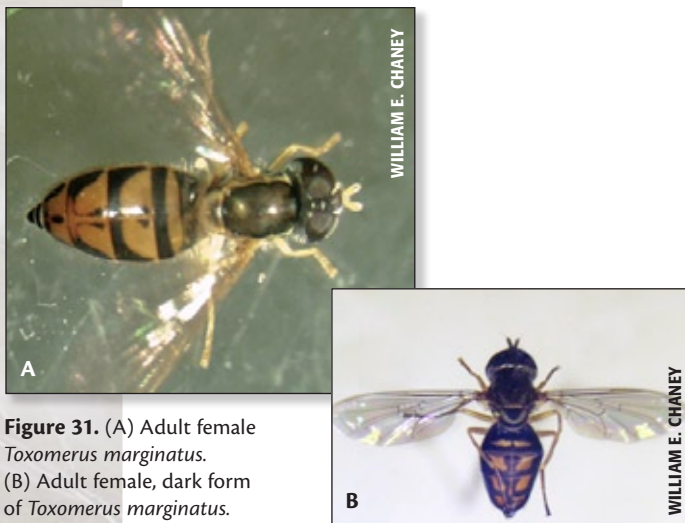 WILLIAM E. CHANEY
A
WILLIAM E. CHANEY
B
Figure 31. (A) Adult female
Toxomerus marginatus.
(B) Adult female, dark form
of Toxomerus marginatus.